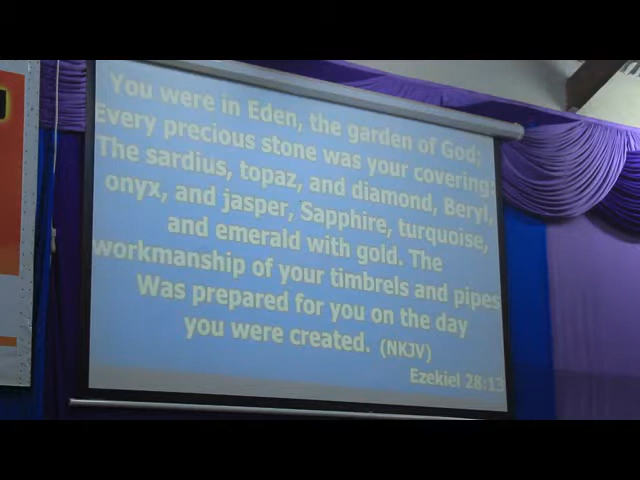 You were in Eden, the garden of God;
Every precious stone was your covering:
The sardius, topaz, and diamond, Beryl,
onyx, and jasper, Sapphire, turquoise,
and emerald with gold. The
workmanship of your timbrels and pipes
Was prepared for you on the day
you were created. (NKJV)
Ezekiel 28:13